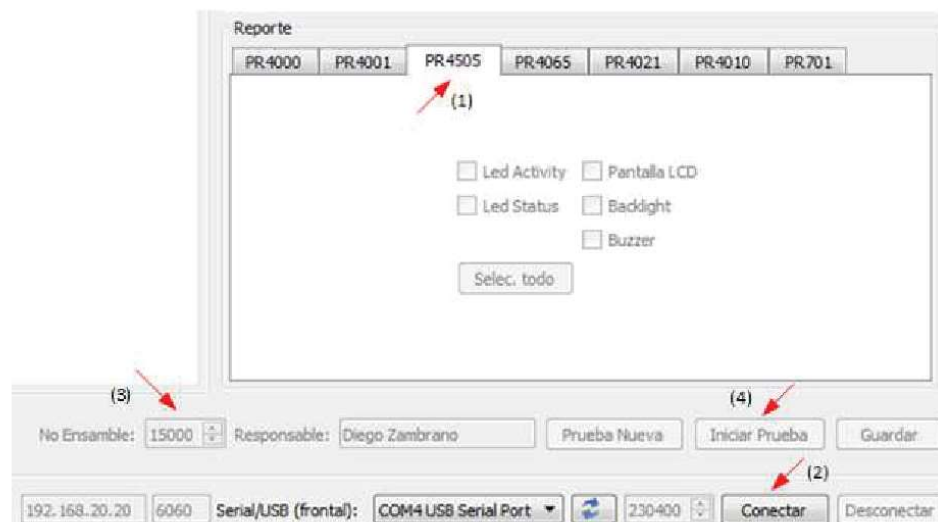 Reporte
PR4000 PR4001 PR4505 PR4065 PR4021 PR4010 PR701
(1)
Led Activity Pantalla LCD
Led Status Backlight
Buzzer
Selec. todo
(3) (4)
No Ensamble: 15000 Responsable: Diego Zambrano Prueba Nueva Iniciar Prueba Guardar
(2)
192.168.20.20 6060 Serial/USB (frontal): COM4 USB Serial Port 230400 Conectar Desconectar